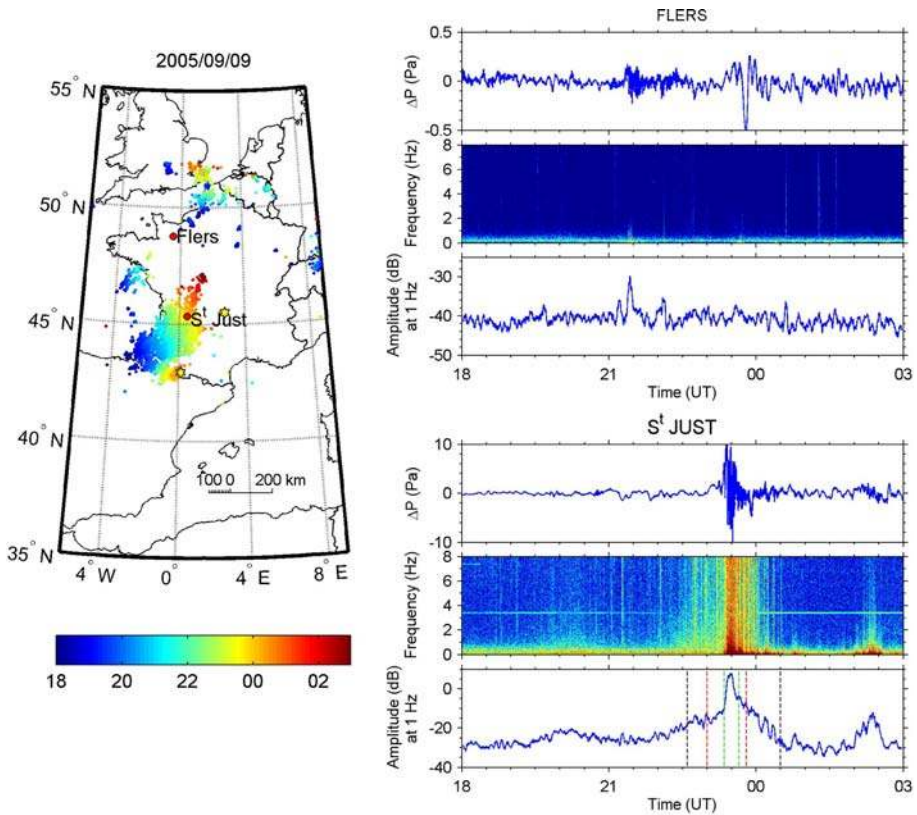 2005/09/09
55° N
50° N
45° N
40° N
35° N
Flers
Sᵗ Just
100 0 200 km
4° W 0° 4° E 8° E
18 20 22 00 02
FLERS
0.5
0
-0.5
ΔP (Pa)
8
6
4
2
0
Frequency (Hz)
-30
-40
-50
Amplitude (dB)
at 1 Hz
18 21 00 03
Time (UT)
Sᵗ JUST
10
0
-10
ΔP (Pa)
8
6
4
2
0
Frequency (Hz)
0
-20
-40
Amplitude (dB)
at 1 Hz
18 21 00 03
Time (UT)